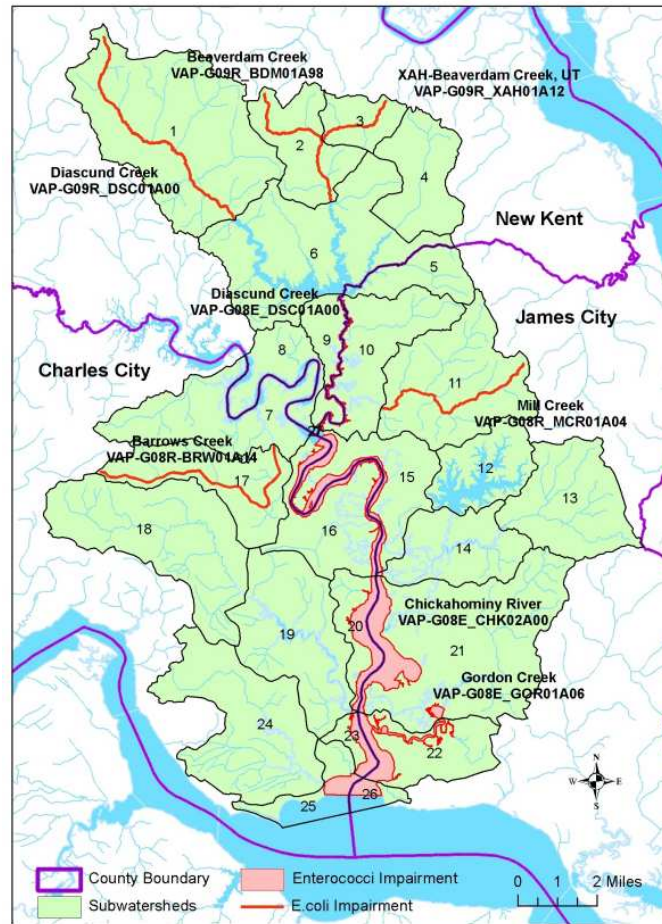 Beaverdam Creek
VAP-G09R_BDM01A98
XAH-Beaverdam Creek, UT
VAP-G09R_XAH01A12
1
2
3
4
Diascund Creek
VAP-G09R_DSC01A00
New Kent
6
5
Diascund Creek
VAP-G08E_DSC01A00
James City
8
9
10
Charles City
11
7
Mill Creek
VAP-G08R_MCR01A04
27
Barrows Creek
VAP-G08R-BRW01A14
17
15
12
13
18
16
14
Chickahominy River
VAP-G08E_CHK02A00
20
19
21
Gordon Creek
VAP-G08E_GOR01A06
24
23
22
25
26
N
W E
S
County Boundary
Enterococci Impairment
Subwatersheds
E.coli Impairment
0 1 2 Miles